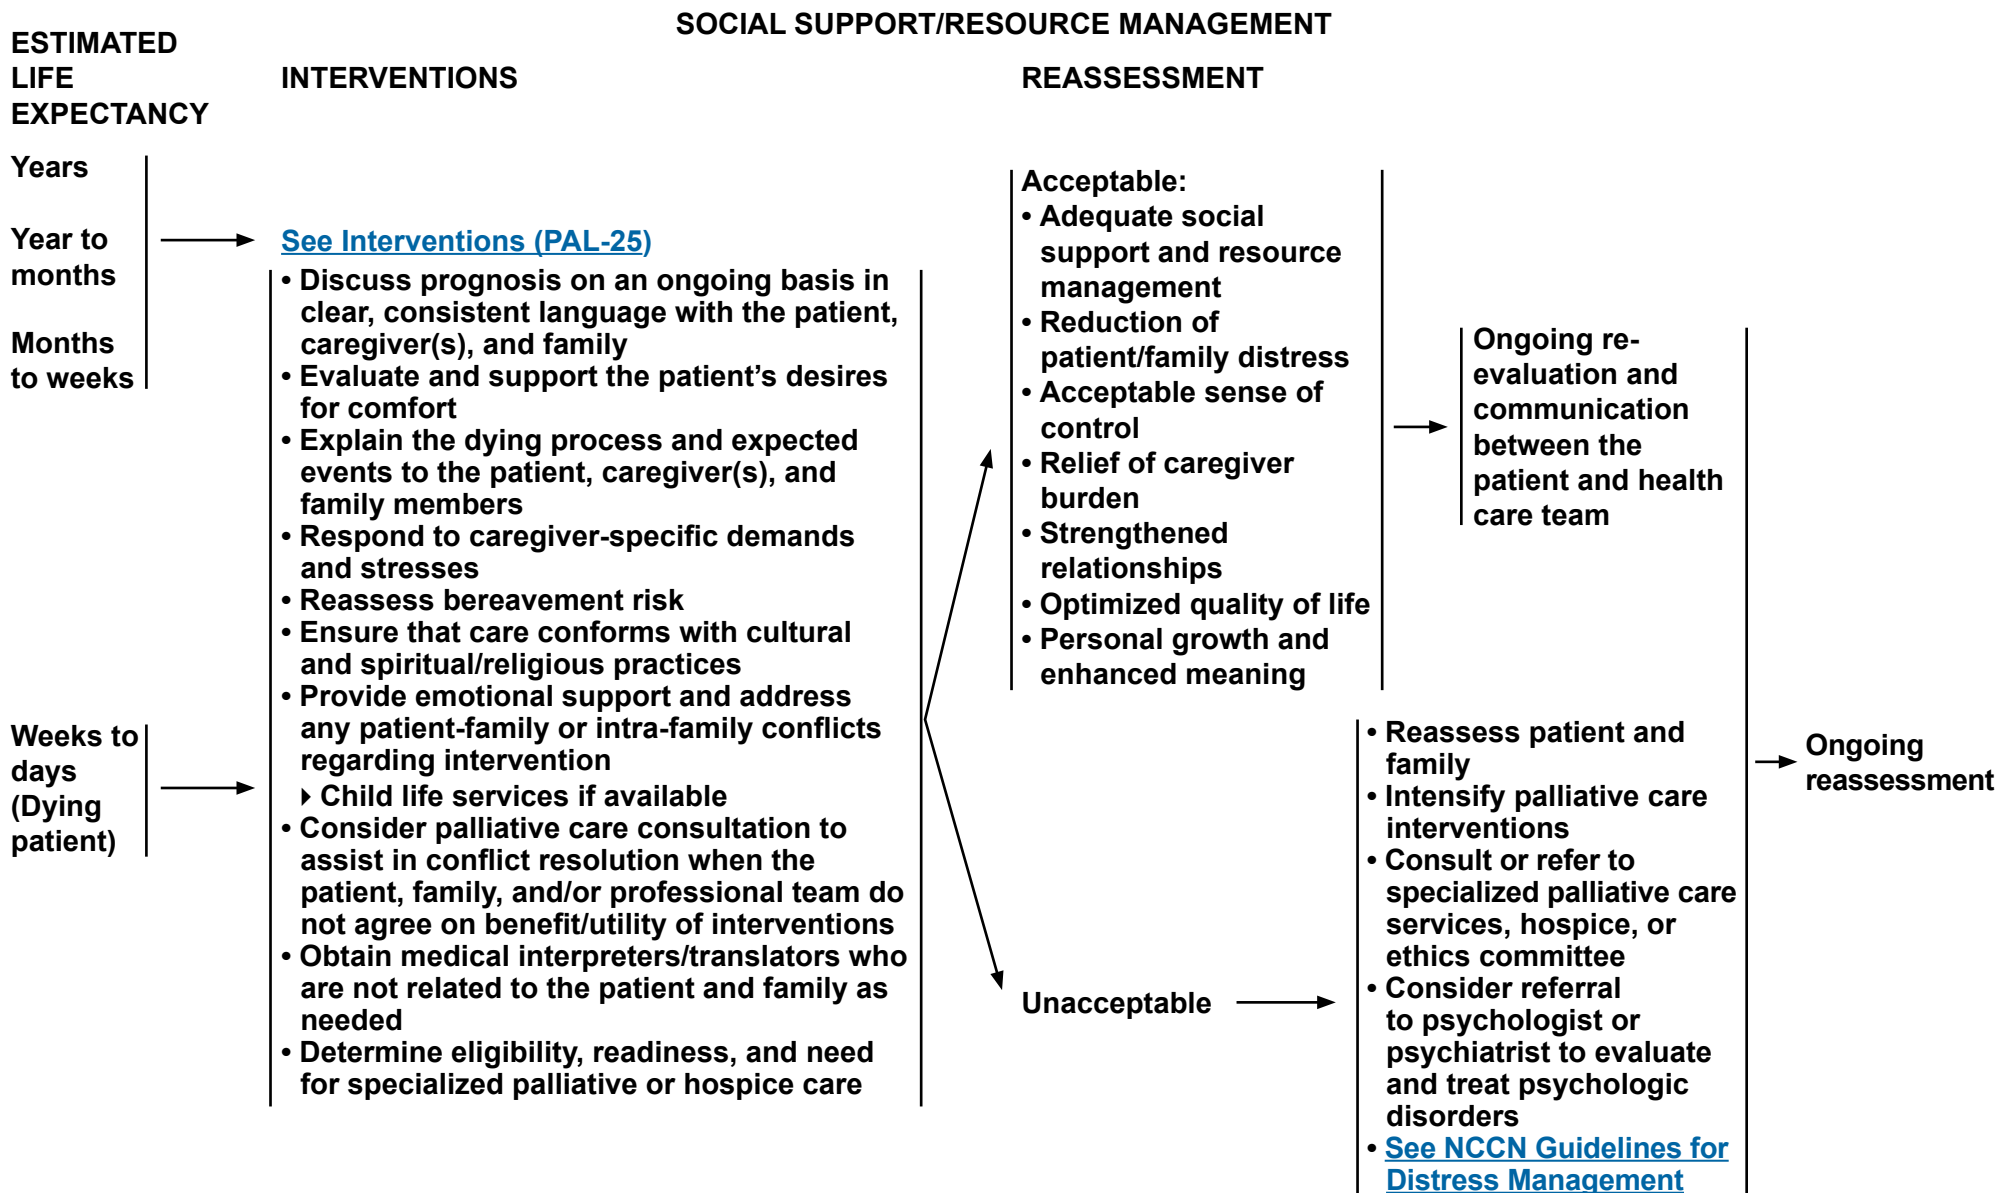 SOCIAL SUPPORT/RESOURCE MANAGEMENT
ESTIMATED
LIFE
EXPECTANCY
INTERVENTIONS
REASSESSMENT
Years
Year to
months
Months
to weeks
See Interventions (PAL-25)
Weeks to
days
(Dying
patient)
• Discuss prognosis on an ongoing basis in
clear, consistent language with the patient,
caregiver(s), and family
• Evaluate and support the patient’s desires
for comfort
• Explain the dying process and expected
events to the patient, caregiver(s), and
family members
• Respond to caregiver-specific demands
and stresses
• Reassess bereavement risk
• Ensure that care conforms with cultural
and spiritual/religious practices
• Provide emotional support and address
any patient-family or intra-family conflicts
regarding intervention
▸ Child life services if available
• Consider palliative care consultation to
assist in conflict resolution when the
patient, family, and/or professional team do
not agree on benefit/utility of interventions
• Obtain medical interpreters/translators who
are not related to the patient and family as
needed
• Determine eligibility, readiness, and need
for specialized palliative or hospice care
Acceptable:
• Adequate social
support and resource
management
• Reduction of
patient/family distress
• Acceptable sense of
control
• Relief of caregiver
burden
• Strengthened
relationships
• Optimized quality of life
• Personal growth and
enhanced meaning
Ongoing re-
evaluation and
communication
between the
patient and health
care team
Unacceptable
• Reassess patient and
family
• Intensify palliative care
interventions
• Consult or refer to
specialized palliative care
services, hospice, or
ethics committee
• Consider referral
to psychologist or
psychiatrist to evaluate
and treat psychologic
disorders
• See NCCN Guidelines for
Distress Management
Ongoing
reassessment